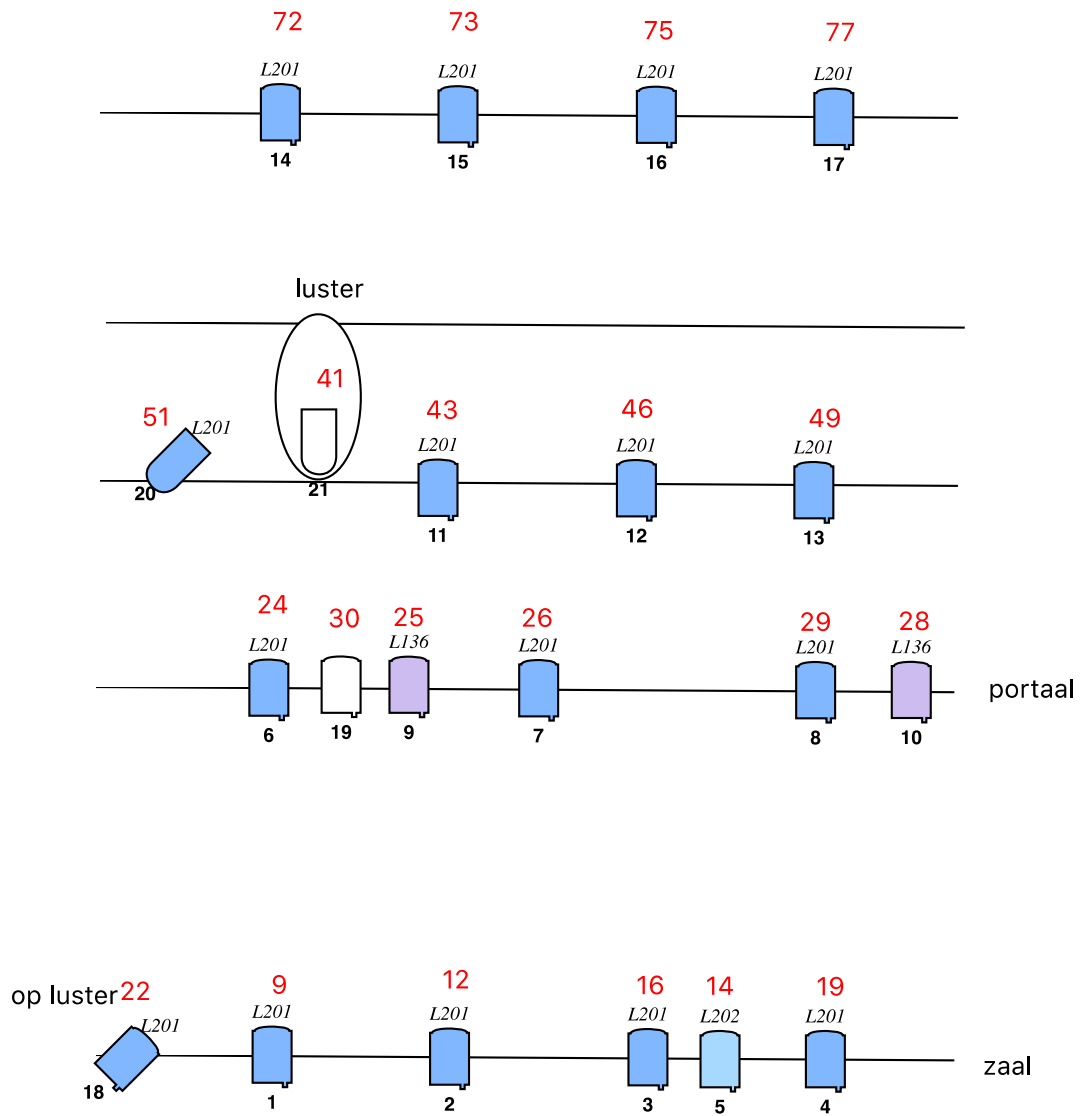 72 73 75 77
L201 L201 L201 L201
14 15 16 17
luster
41
51 43 46 49
L201 L201 L201 L201
20 21 11 12 13
24 30 25 26 29 28
L201 L136 L201 L201 L136
portaal
6 19 9 7 8 10
op luster 22 9 12 16 14 19
L201 L201 L201 L201 L202 L201
zaal
18 1 2 3 5 4